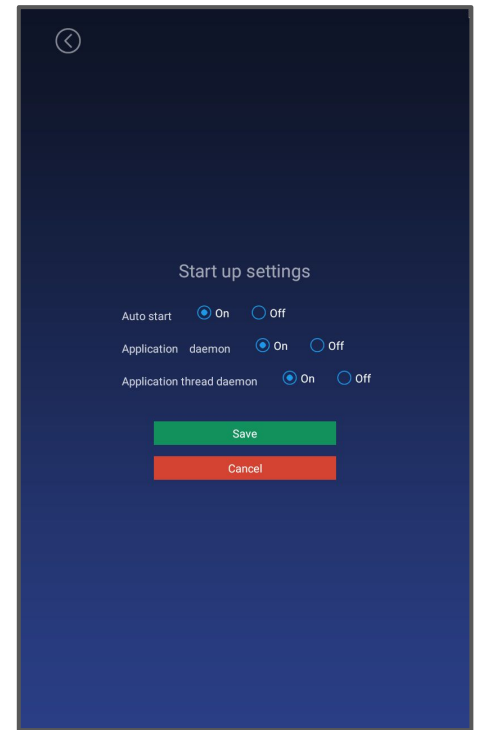 Start up settings
Auto start On Off
Application daemon On Off
Application thread daemon On Off
Save
Cancel